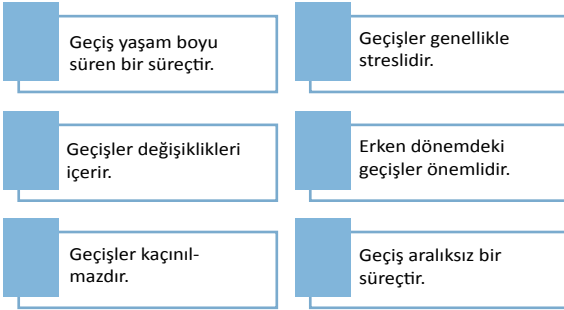 Geçiş yaşam boyu
süren bir süreçtir.
Geçişler genellikle
streslidir.
Geçişler değişiklikleri
içerir.
Erken dönemdeki
geçişler önemlidir.
Geçişler kaçınıl-
mazdır.
Geçiş aralıksız bir
süreçtir.